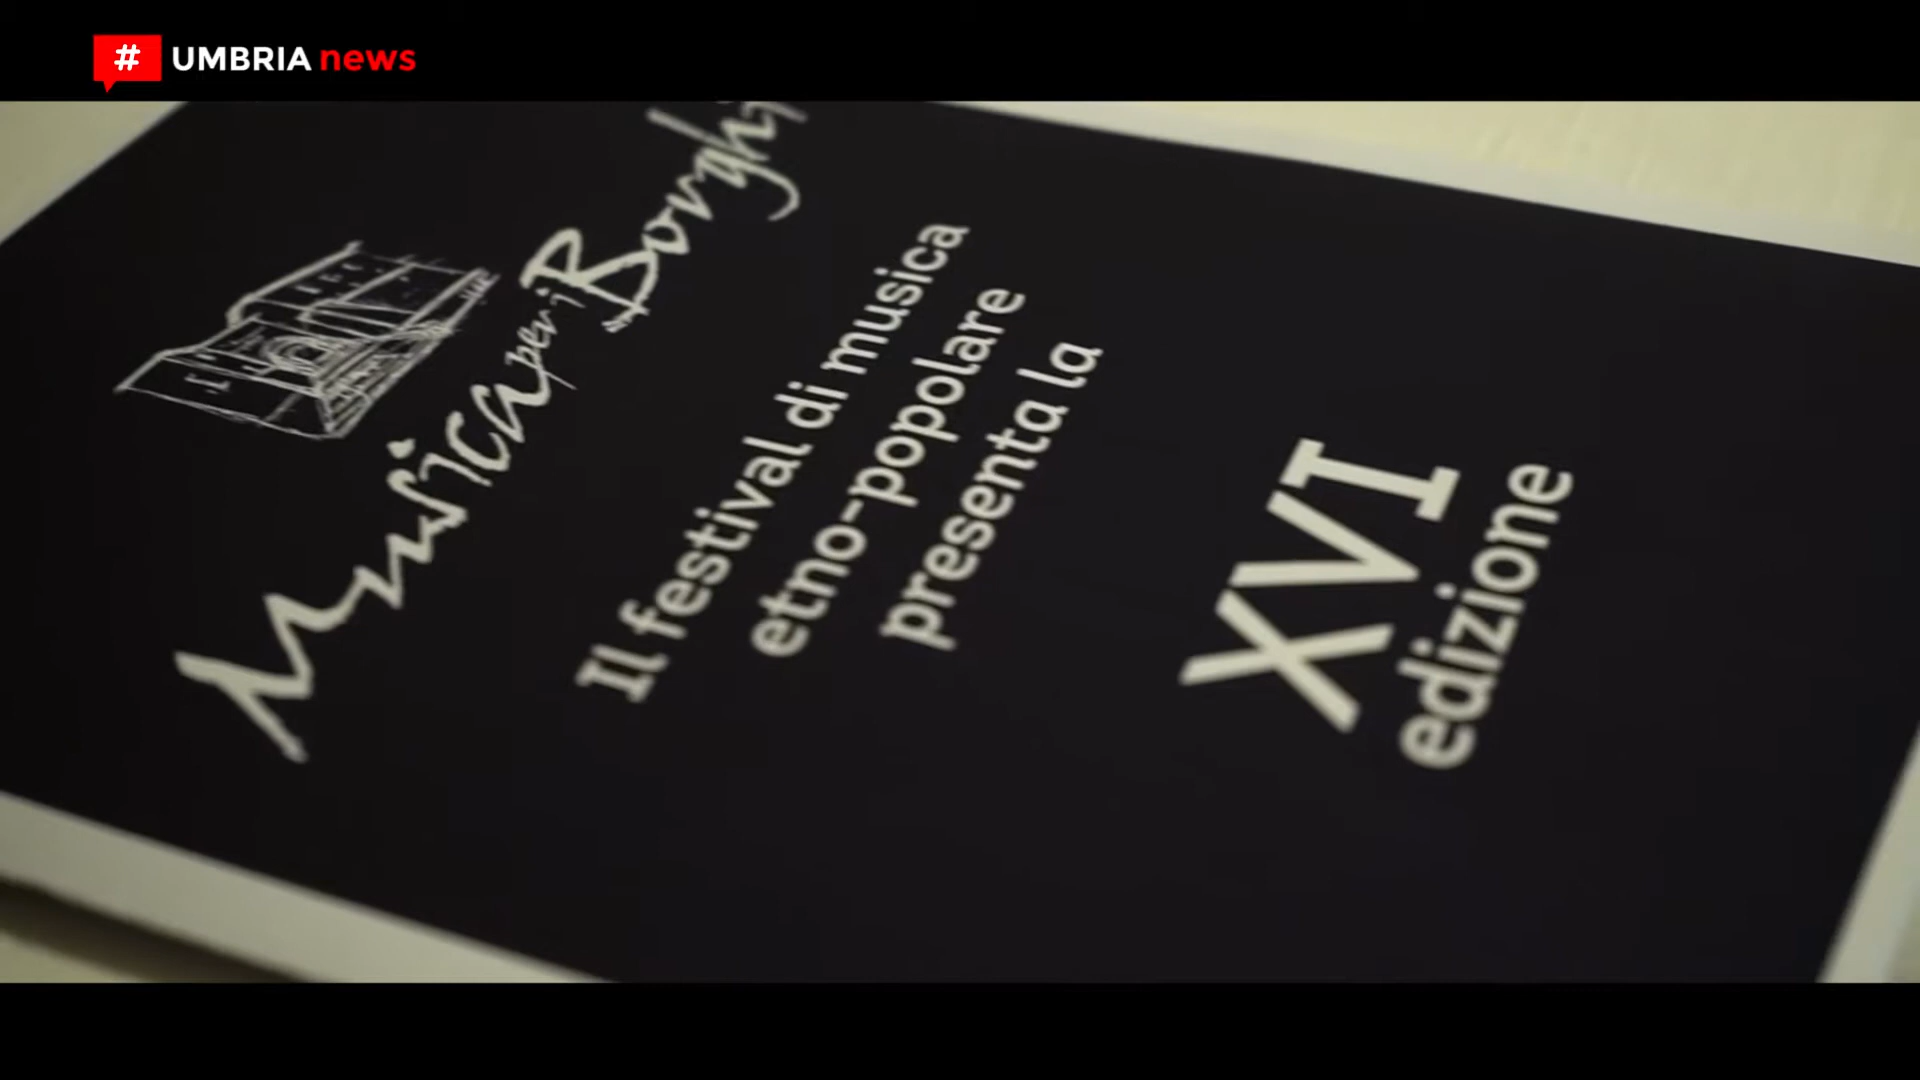 # UMBRIA news
Musica per i Borghi
Il festival di musica
etno-popolare
presenta la
XVI
edizione